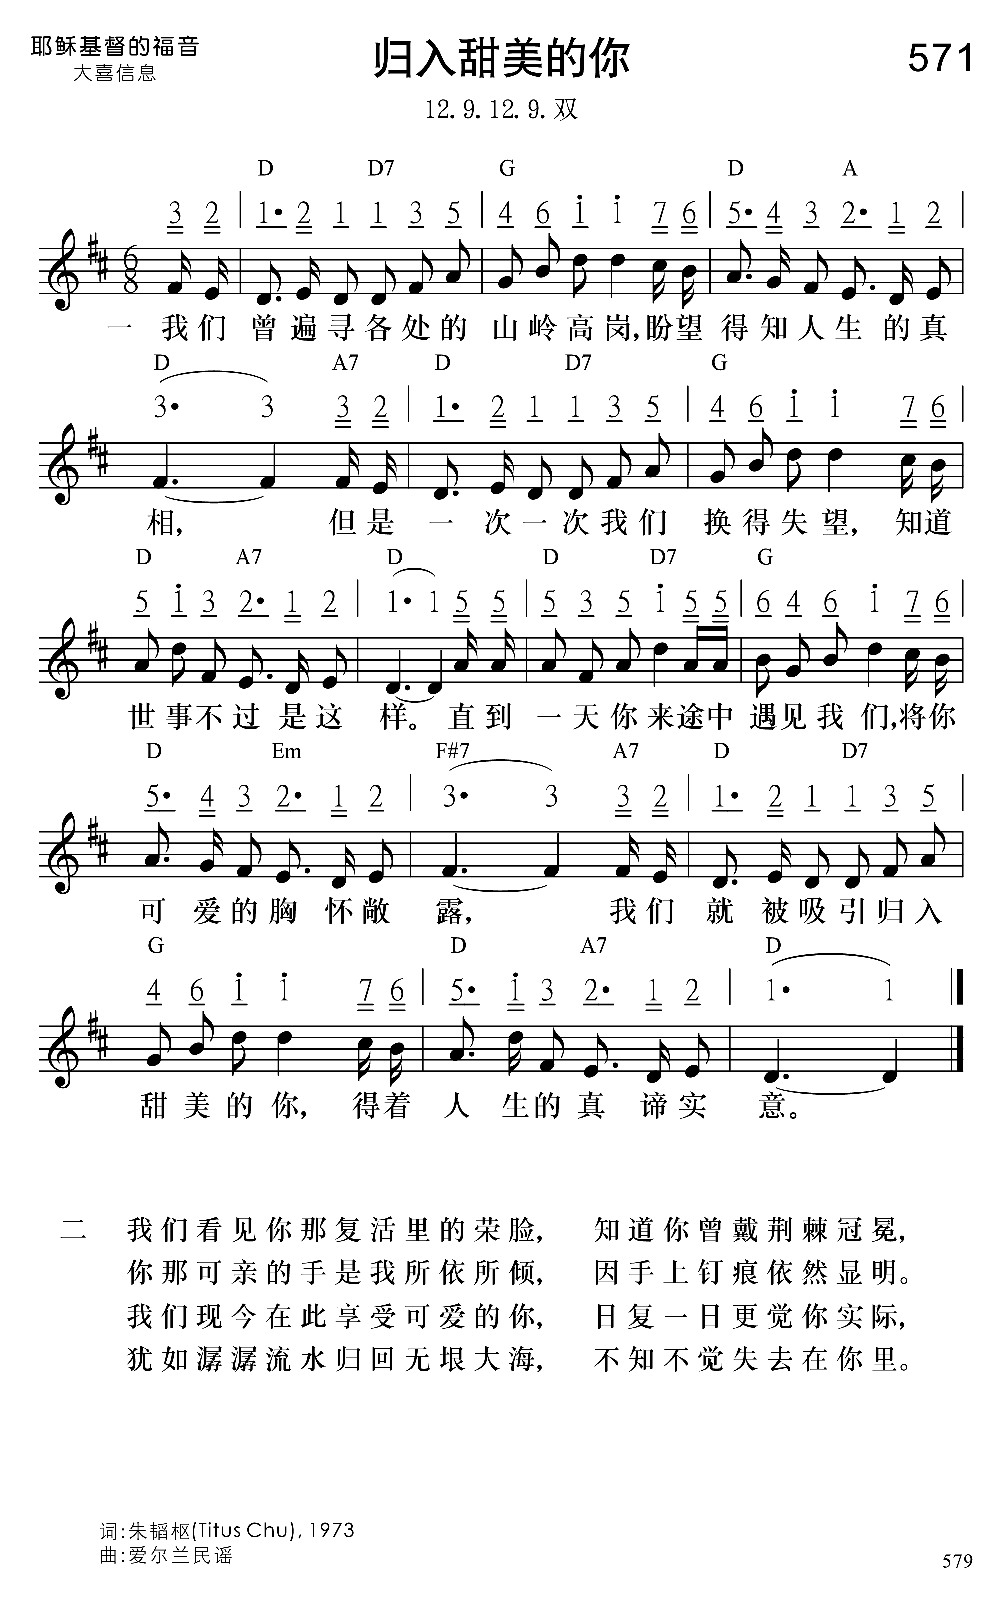 耶稣基督的福音
大喜信息
归入甜美的你
571
12. 9. 12. 9. 双
D D7 G D A
3 2 | 1· 2 1 1 3 5 | 4 6 i i 7 6 | 5· 4 3 2· 1 2 |
6
8
一 我们 曾遍寻各处的 山岭高岗,盼望 得知人生的真
D A7 D D7 G
3· 3 3 2 | 1· 2 1 1 3 5 | 4 6 i i 7 6 |
相, 但是 一次一次我们 换得失望, 知道
D A7 D D D7 G
5 i 3 2· 1 2 | 1· 1 5 5 | 5 3 5 i 5 5 | 6 4 6 i 7 6 |
世事不过是这 样。直到 一天你来途中 遇见我们,将你
D Em F#7 A7 D D7
5· 4 3 2· 1 2 | 3· 3 3 2 | 1· 2 1 1 3 5 |
可爱的胸怀敞 露, 我们 就被吸引归入
G D A7 D
4 6 i i 7 6 | 5· i 3 2· 1 2 | 1· 1
甜美的你, 得着 人生的真谛实 意。
二 我们看见你那复活里的荣脸, 知道你曾戴荆棘冠冕,
你那可亲的手是我所依所倾, 因手上钉痕依然显明。
我们现今在此享受可爱的你, 日复一日更觉你实际,
犹如潺潺流水归回无垠大海, 不知不觉失去在你里。
词:朱韬枢(Titus Chu), 1973
曲:爱尔兰民谣
579